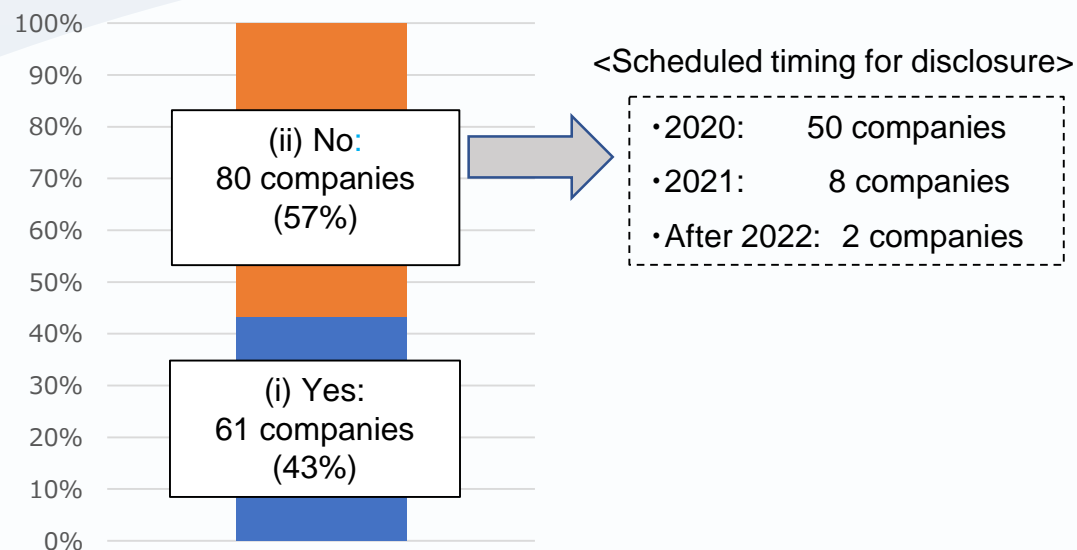 100%
90%
80%
70%
60%
50%
40%
30%
20%
10%
0%
(ii) No:
80 companies
(57%)
(i) Yes:
61 companies
(43%)
<Scheduled timing for disclosure>
・2020: 50 companies
・2021: 8 companies
・After 2022: 2 companies